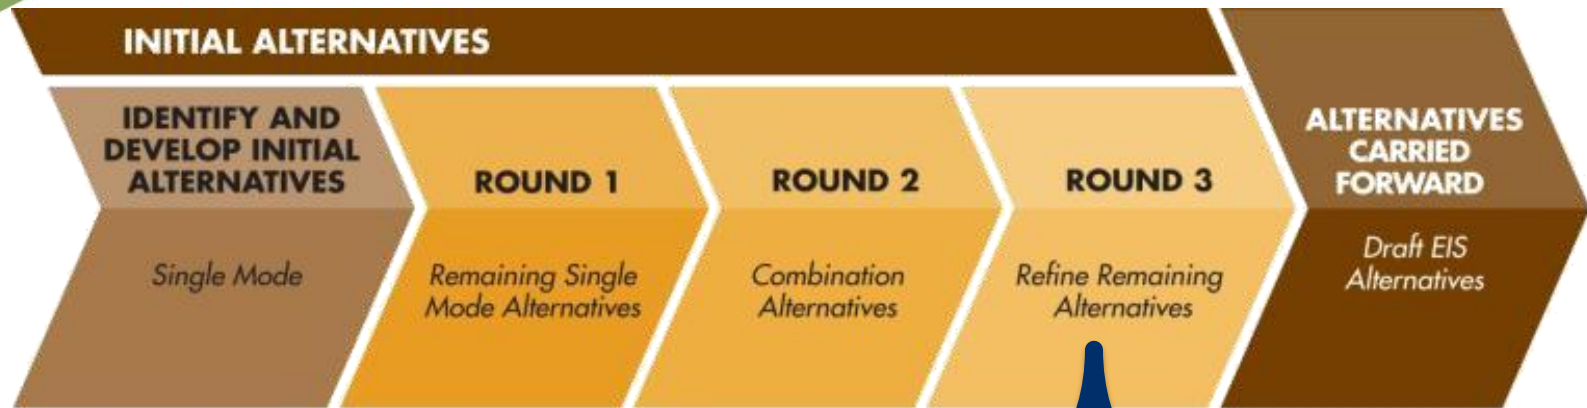 INITIAL ALTERNATIVES
IDENTIFY AND
DEVELOP INITIAL
ALTERNATIVES
Single Mode
ROUND 1
Remaining Single
Mode Alternatives
ROUND 2
Combination
Alternatives
ROUND 3
Refine Remaining
Alternatives
ALTERNATIVES
CARRIED
FORWARD
Draft EIS
Alternatives